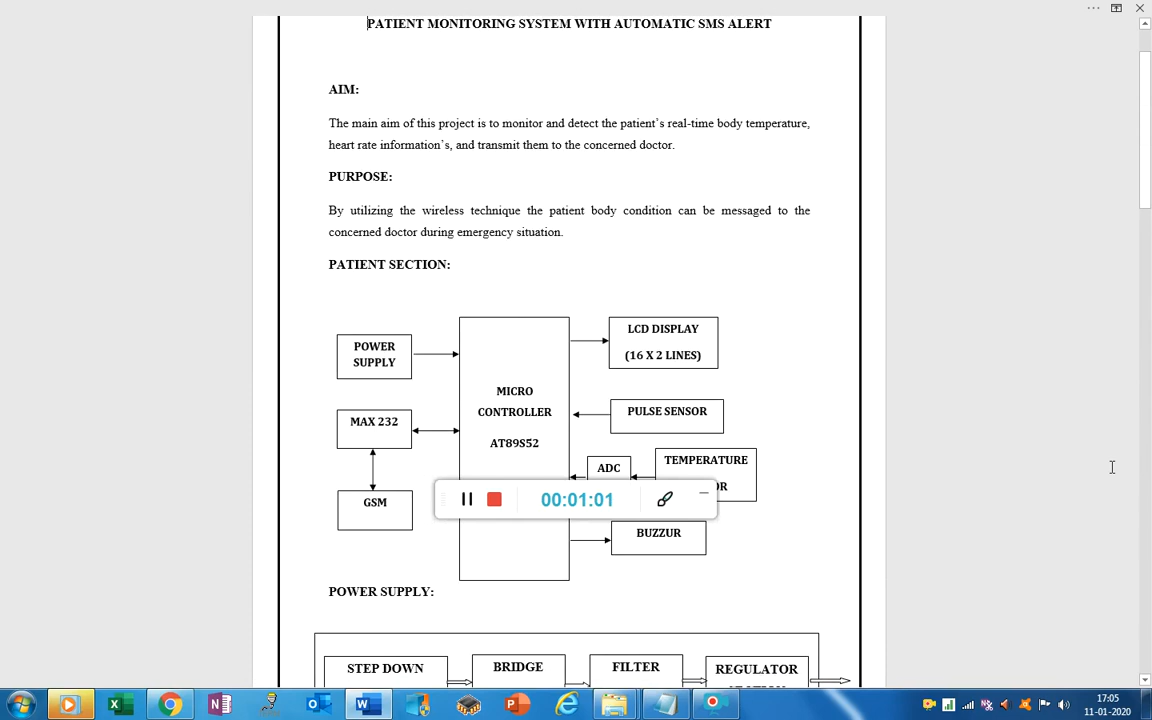 PATIENT MONITORING SYSTEM WITH AUTOMATIC SMS ALERT
AIM:
The main aim of this project is to monitor and detect the patient's real-time body temperature,
heart rate information's, and transmit them to the concerned doctor.
PURPOSE:
By utilizing the wireless technique the patient body condition can be messaged to the
concerned doctor during emergency situation.
PATIENT SECTION:
POWER
SUPPLY
MAX 232
GSM
MICRO
CONTROLLER
AT89S52
LCD DISPLAY
(16 X 2 LINES)
PULSE SENSOR
ADC
TEMPERATURE
OR
00:01:01
BUZZUR
POWER SUPPLY:
STEP DOWN
BRIDGE
FILTER
REGULATOR
17:05
11-01-2020